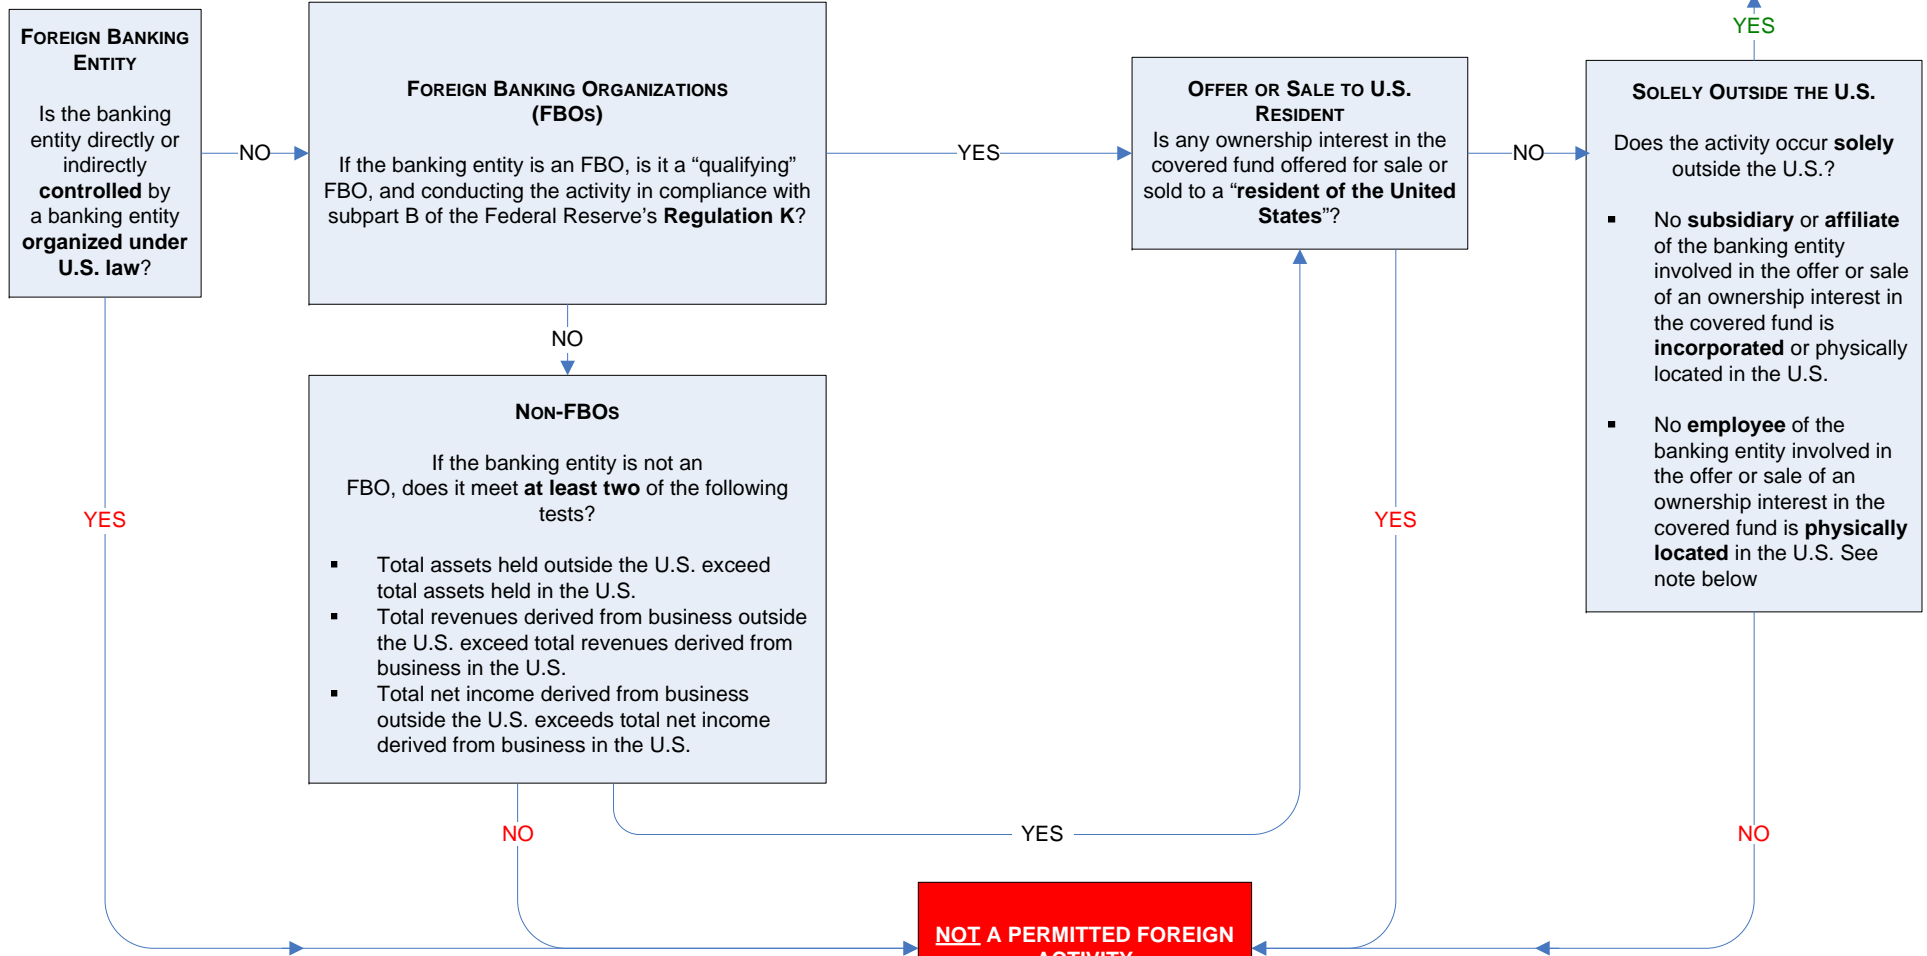 FOREIGN BANKING
ENTITY
Is the banking
entity directly or
indirectly
controlled by
a banking entity
organized under
U.S. law?
NO
YES
FOREIGN BANKING ORGANIZATIONS
(FBOS)
If the banking entity is an FBO, is it a “qualifying”
FBO, and conducting the activity in compliance with
subpart B of the Federal Reserve’s Regulation K?
YES
NO
NON-FBOS
If the banking entity is not an
FBO, does it meet at least two of the following
tests?
▪ Total assets held outside the U.S. exceed
total assets held in the U.S.
▪ Total revenues derived from business outside
the U.S. exceed total revenues derived from
business in the U.S.
▪ Total net income derived from business
outside the U.S. exceeds total net income
derived from business in the U.S.
NO
YES
OFFER OR SALE TO U.S.
RESIDENT
Is any ownership interest in the
covered fund offered for sale or
sold to a “resident of the United
States”?
NO
YES
YES
SOLELY OUTSIDE THE U.S.
Does the activity occur solely
outside the U.S.?
▪ No subsidiary or affiliate
of the banking entity
involved in the offer or sale
of an ownership interest in
the covered fund is
incorporated or physically
located in the U.S.
▪ No employee of the
banking entity involved in
the offer or sale of an
ownership interest in the
covered fund is physically
located in the U.S. See
note below
NO
NOT A PERMITTED FOREIGN
ACTIVITY